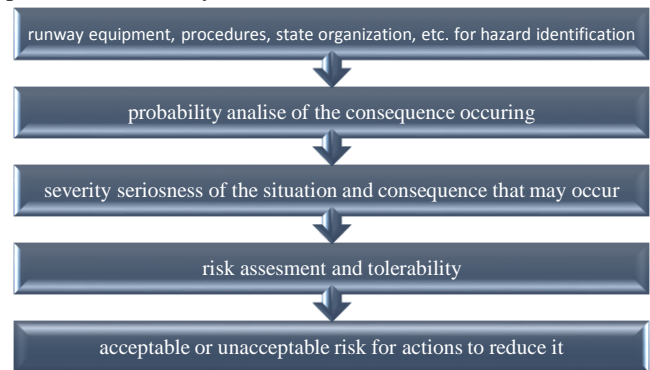 runway equipment, procedures, state organization, etc. for hazard identification
probability analise of the consequence occuring
severity seriosness of the situation and consequence that may occur
risk assesment and tolerability
acceptable or unacceptable risk for actions to reduce it